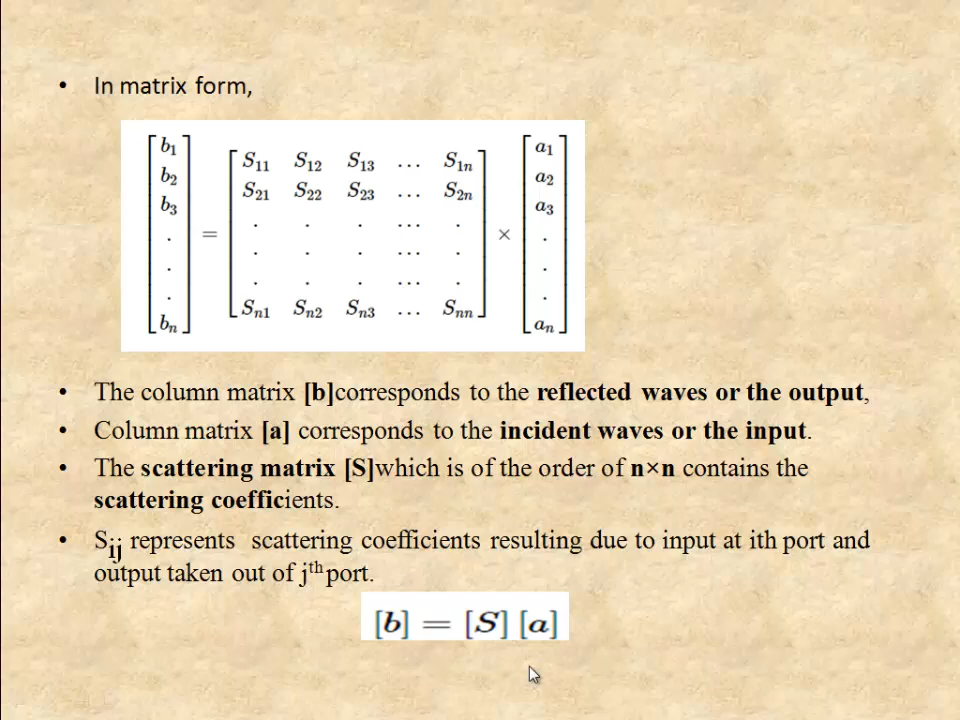 • In matrix form,
[b₁ b₂ b₃ . . . bₙ] = [S₁₁ S₁₂ S₁₃ … S₁ₙ
S₂₁ S₂₂ S₂₃ … S₂ₙ
. . . … .
. . . … .
. . . … .
Sₙ₁ Sₙ₂ Sₙ₃ … Sₙₙ] × [a₁ a₂ a₃ . . . aₙ]
• The column matrix [b]corresponds to the reflected waves or the output,
• Column matrix [a] corresponds to the incident waves or the input.
• The scattering matrix [S]which is of the order of n×n contains the
scattering coefficients.
• Sij represents scattering coefficients resulting due to input at ith port and
output taken out of jth port.
[b] = [S] [a]